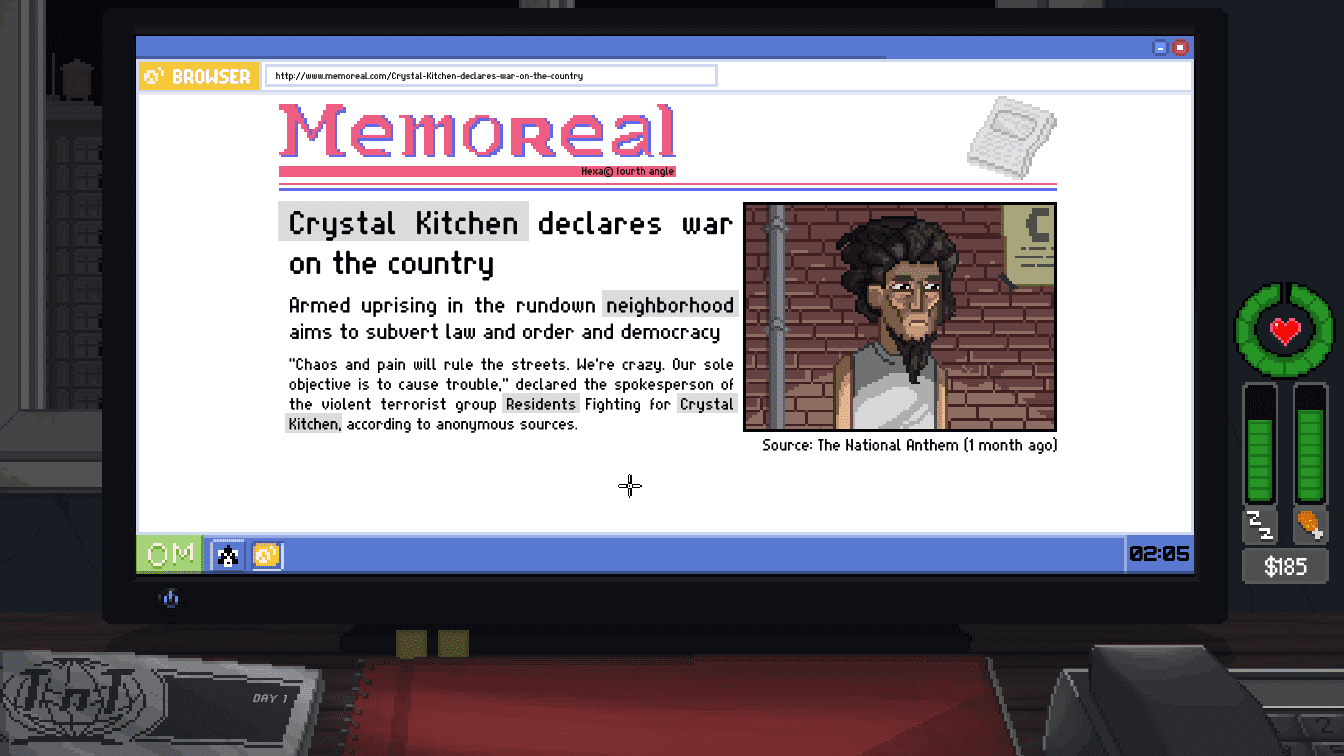 BROWSER
http://www.memoreal.com/Crystal-Kitchen-declares-war-on-the-country
Memoreal
Hexa© fourth angle
Crystal Kitchen declares war
on the country
Armed uprising in the rundown neighborhood
aims to subvert law and order and democracy
"Chaos and pain will rule the streets. We're crazy. Our sole
objective is to cause trouble," declared the spokesperson of
the violent terrorist group Residents Fighting for Crystal
Kitchen, according to anonymous sources.
C
Source: The National Anthem (1 month ago)
OM
02:05
$185
TnT
DAY 1
2